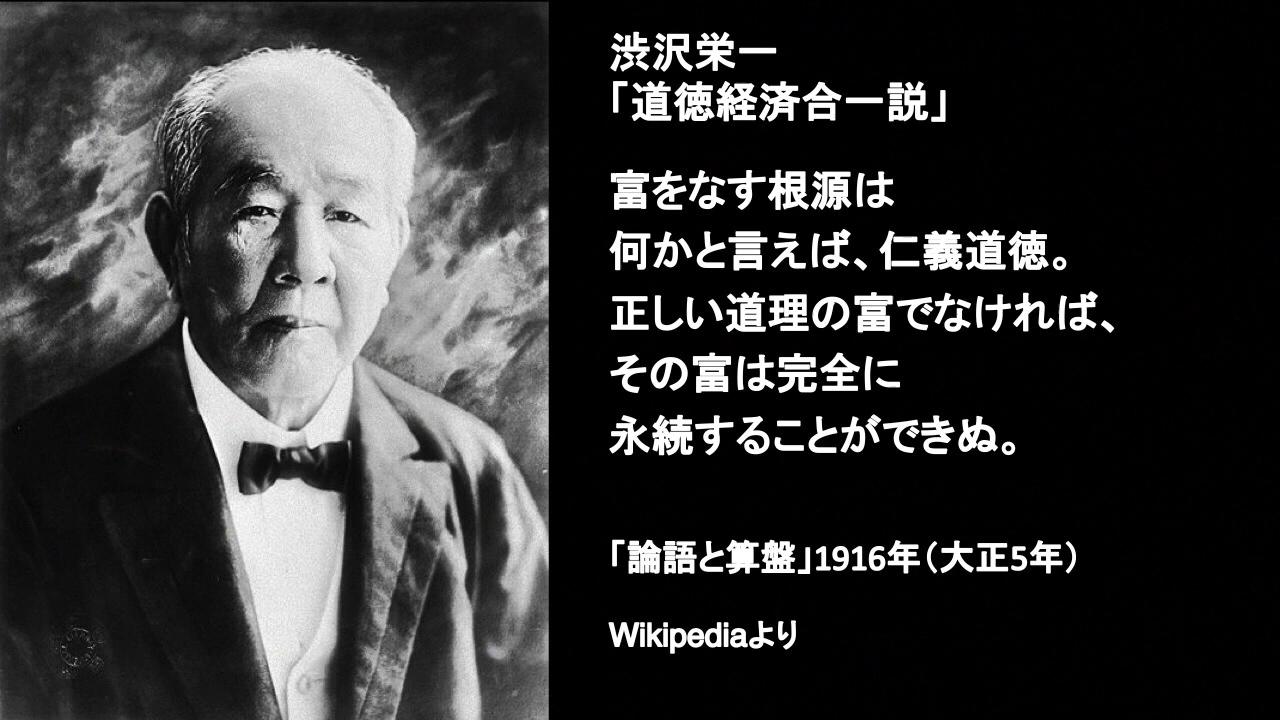 渋沢栄一
「道徳経済合一説」
富をなす根源は
何かと言えば、仁義道徳。
正しい道理の富でなければ、
その富は完全に
永続することができぬ。
「論語と算盤」1916年（大正5年）
Wikipediaより